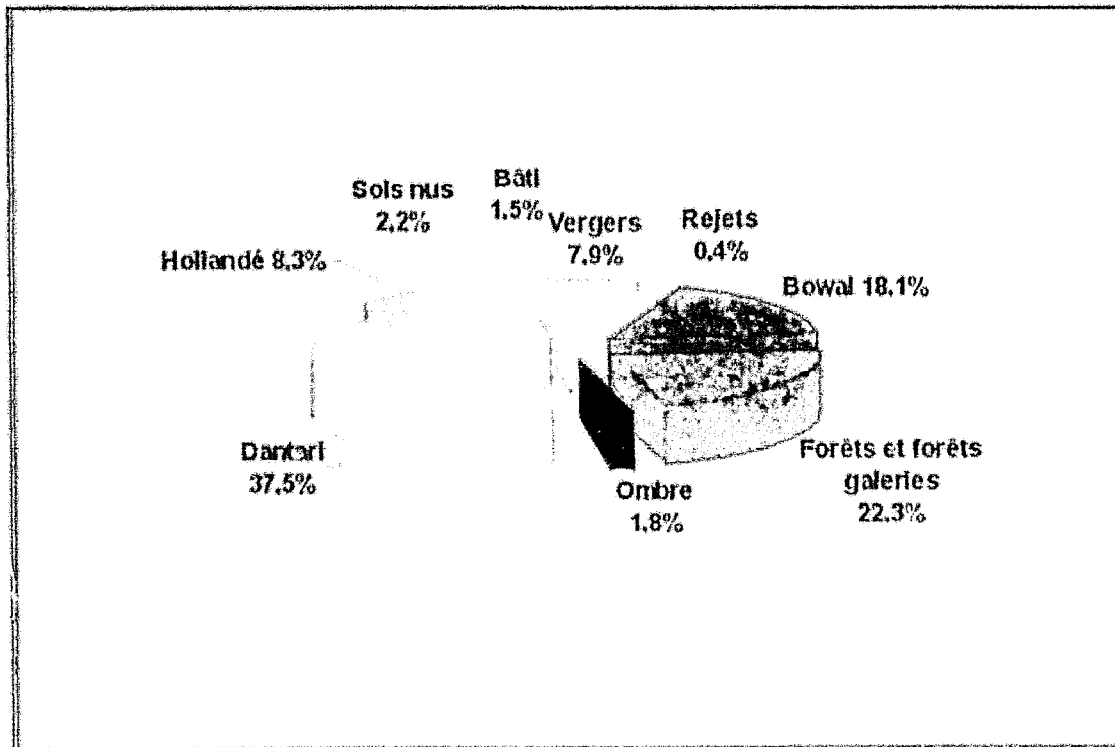 Sols nus
2,2%
Bâti
1,5%
Vergers
7,9%
Rejets
0,4%
Hollandé 8,3%
Bowal 18,1%
Dantari
37,5%
Ombre
1,8%
Forêts et forêts
galeries
22,3%